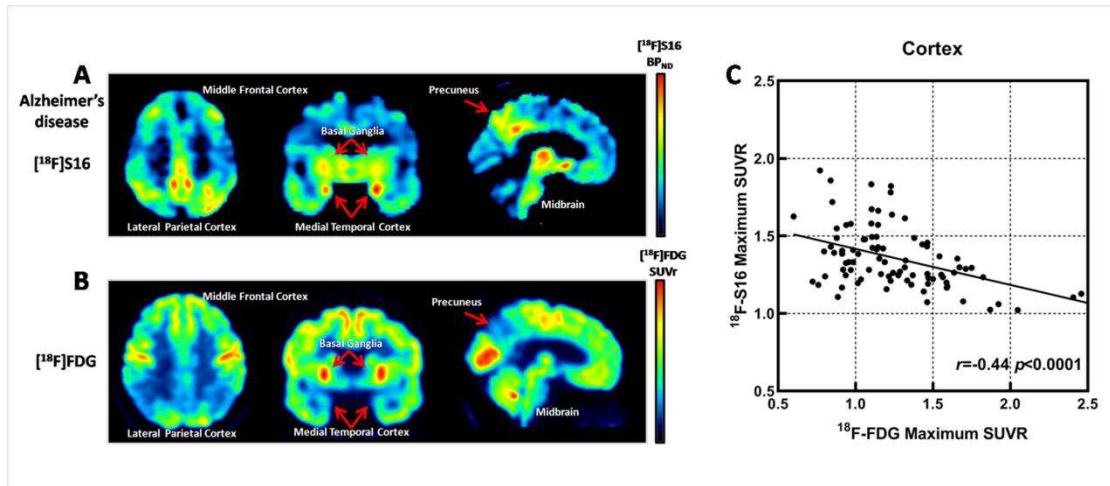 A
Alzheimer's
disease
[¹⁸F]S16
Middle Frontal Cortex
Basal Ganglia
Precuneus
Lateral Parietal Cortex
Medial Temporal Cortex
Midbrain
[¹⁸F]S16
BP_ND
B
[¹⁸F]FDG
Middle Frontal Cortex
Basal Ganglia
Precuneus
Lateral Parietal Cortex
Medial Temporal Cortex
Midbrain
[¹⁸F]FDG
SUVr
C
Cortex
¹⁸F-S16 Maximum SUVR
2.5
2.0
1.5
1.0
0.5
r=-0.44 p<0.0001
0.5 1.0 1.5 2.0 2.5
¹⁸F-FDG Maximum SUVR